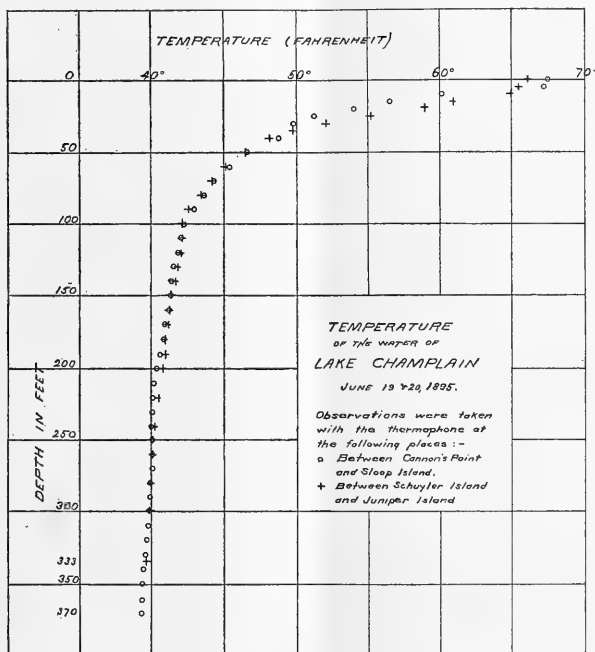 TEMPERATURE (FAHRENHEIT)
0 40° 50° 60° 70°
50
100
150
200
250
300
333
350
370
DEPTH IN FEET
TEMPERATURE
OF THE WATER OF
LAKE CHAMPLAIN
JUNE 19 & 20, 1895.
Observations were taken
with the thermophone at
the following places :-
o Between Cannon's Point
and Sloop Island.
+ Between Schuyler Island
and Juniper Island